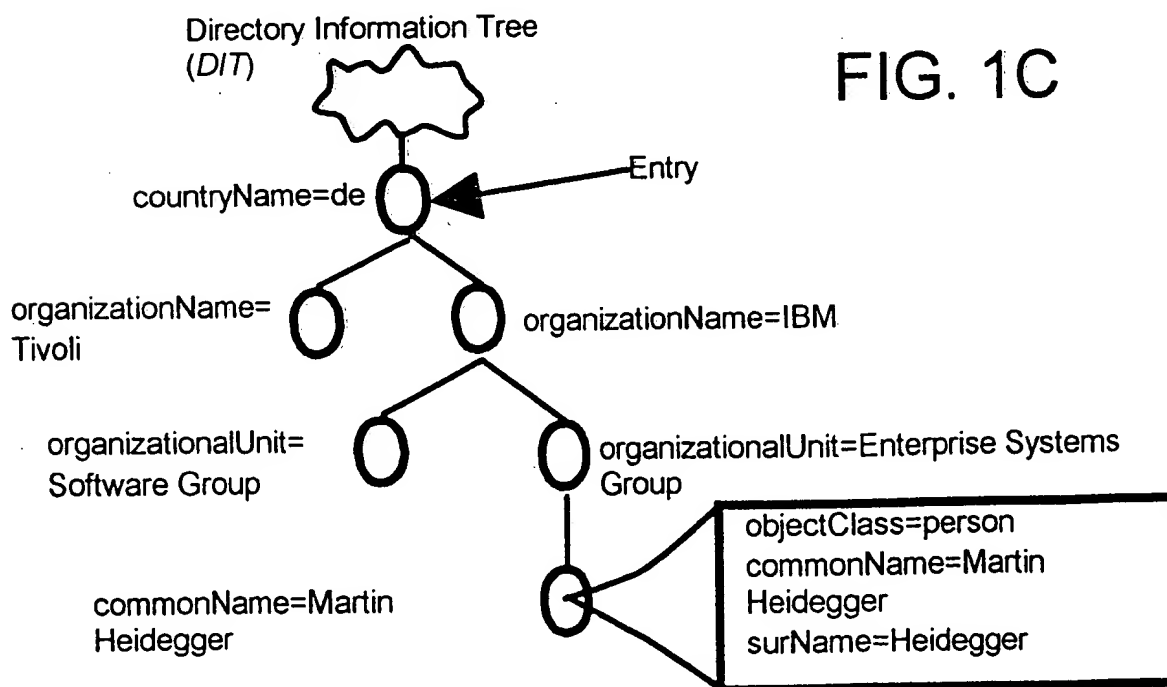 Directory Information Tree
(DIT)
FIG. 1C
Entry
countryName=de
organizationName=
Tivoli
organizationName=IBM
organizationalUnit=
Software Group
organizationalUnit=Enterprise Systems
Group
objectClass=person
commonName=Martin
Heidegger
surName=Heidegger
commonName=Martin
Heidegger